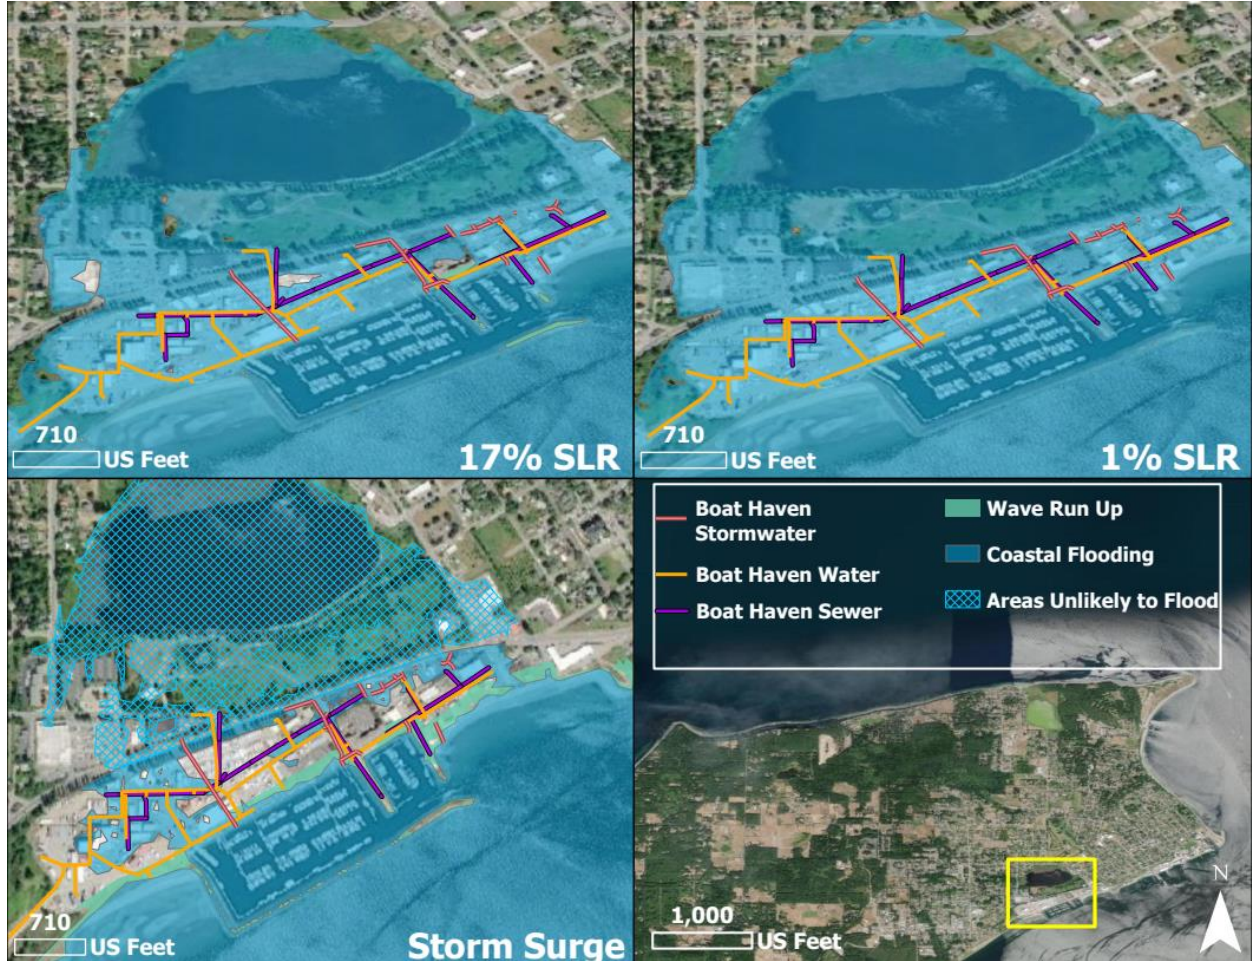 710
US Feet
17% SLR
710
US Feet
1% SLR
710
US Feet
Storm Surge
Boat Haven
Stormwater
Boat Haven Water
Boat Haven Sewer
Wave Run Up
Coastal Flooding
Areas Unlikely to Flood
1,000
US Feet
N